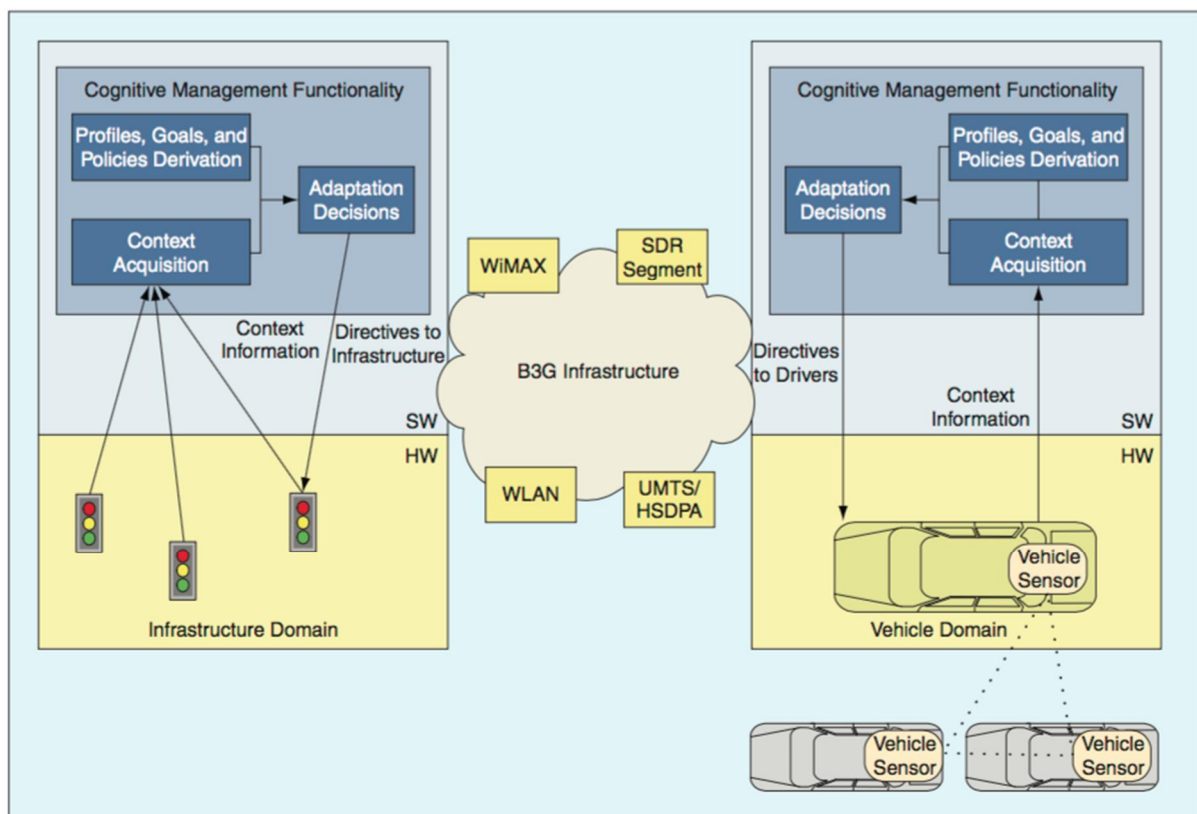 Cognitive Management Functionality
Profiles, Goals, and
Policies Derivation
Adaptation
Decisions
Context
Acquisition
Context
Information
Directives to
Infrastructure
SW
HW
Infrastructure Domain
WiMAX
SDR
Segment
B3G Infrastructure
WLAN
UMTS/
HSDPA
Cognitive Management Functionality
Profiles, Goals, and
Policies Derivation
Adaptation
Decisions
Context
Acquisition
Directives
to Drivers
Context
Information
SW
HW
Vehicle
Sensor
Vehicle Domain
Vehicle
Sensor
Vehicle
Sensor